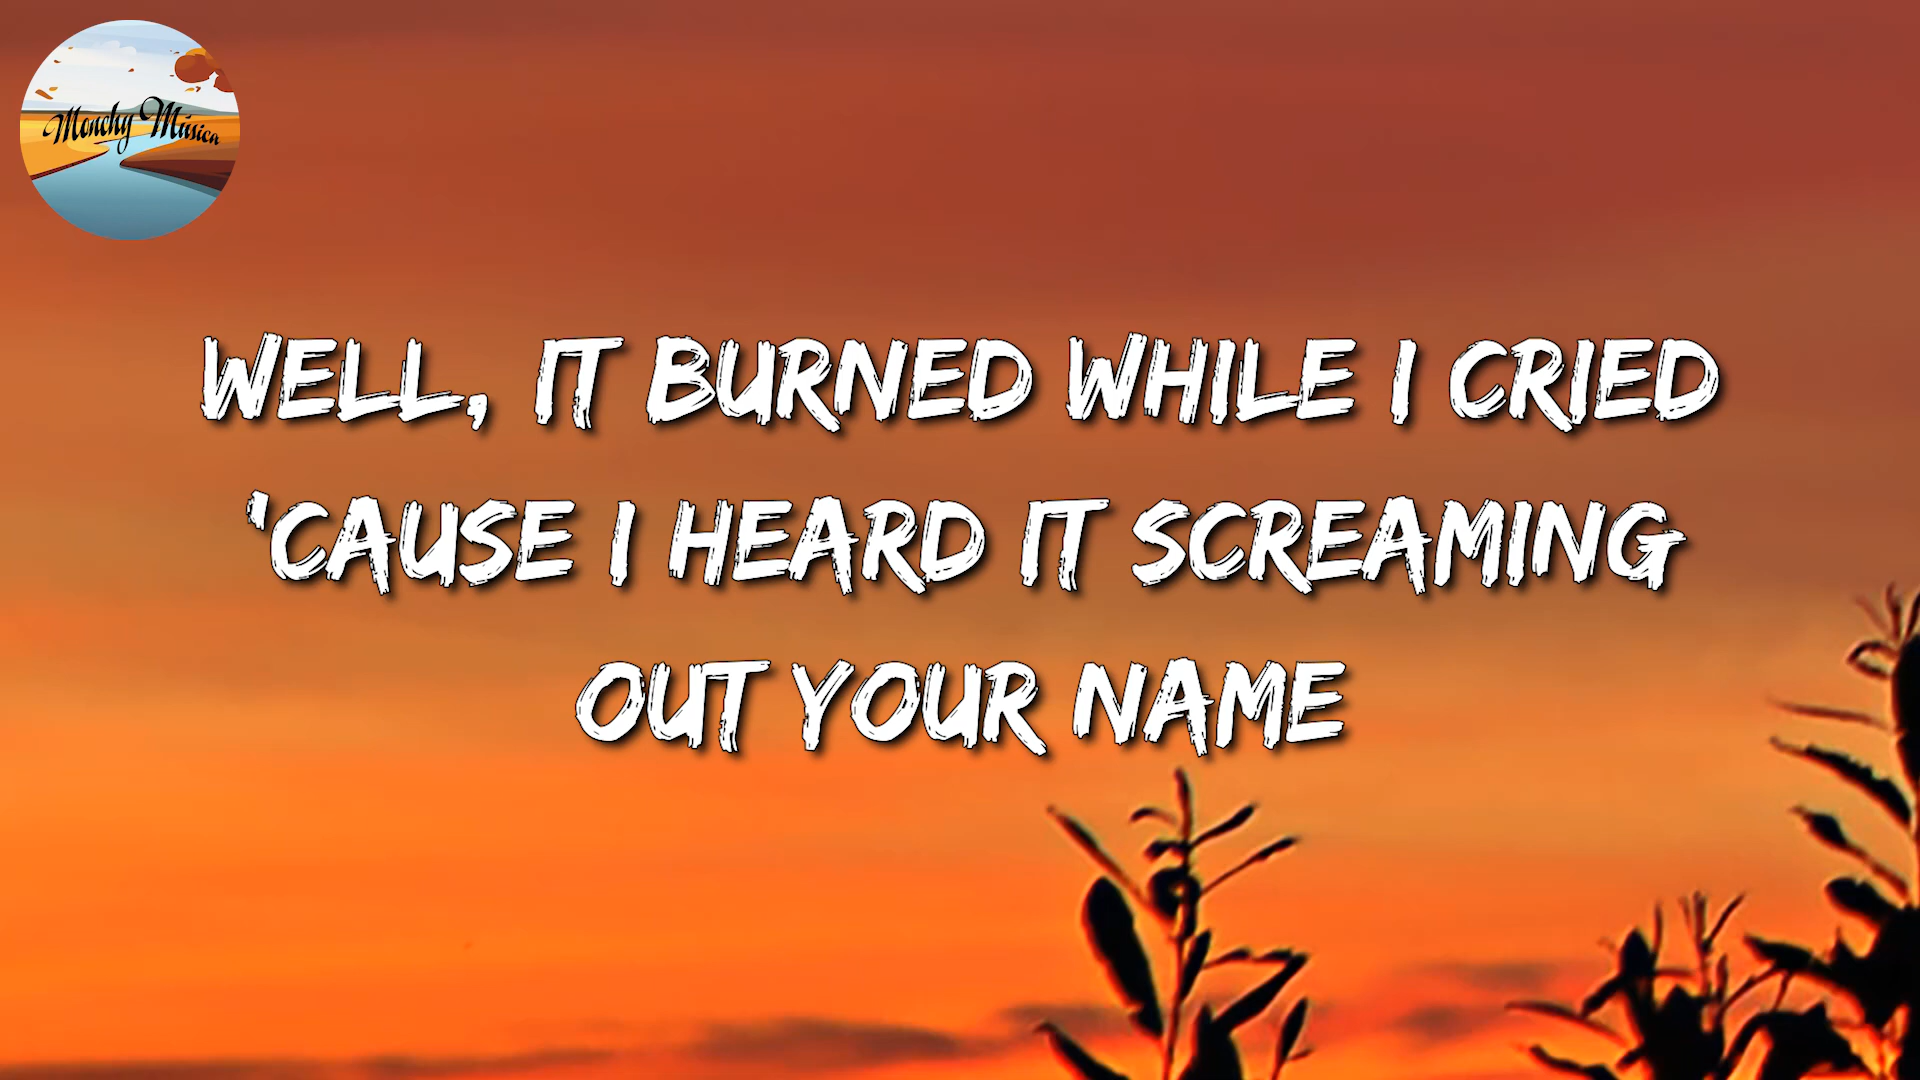 Monchy Música
WELL, IT BURNED WHILE I CRIED
'CAUSE I HEARD IT SCREAMING
OUT YOUR NAME